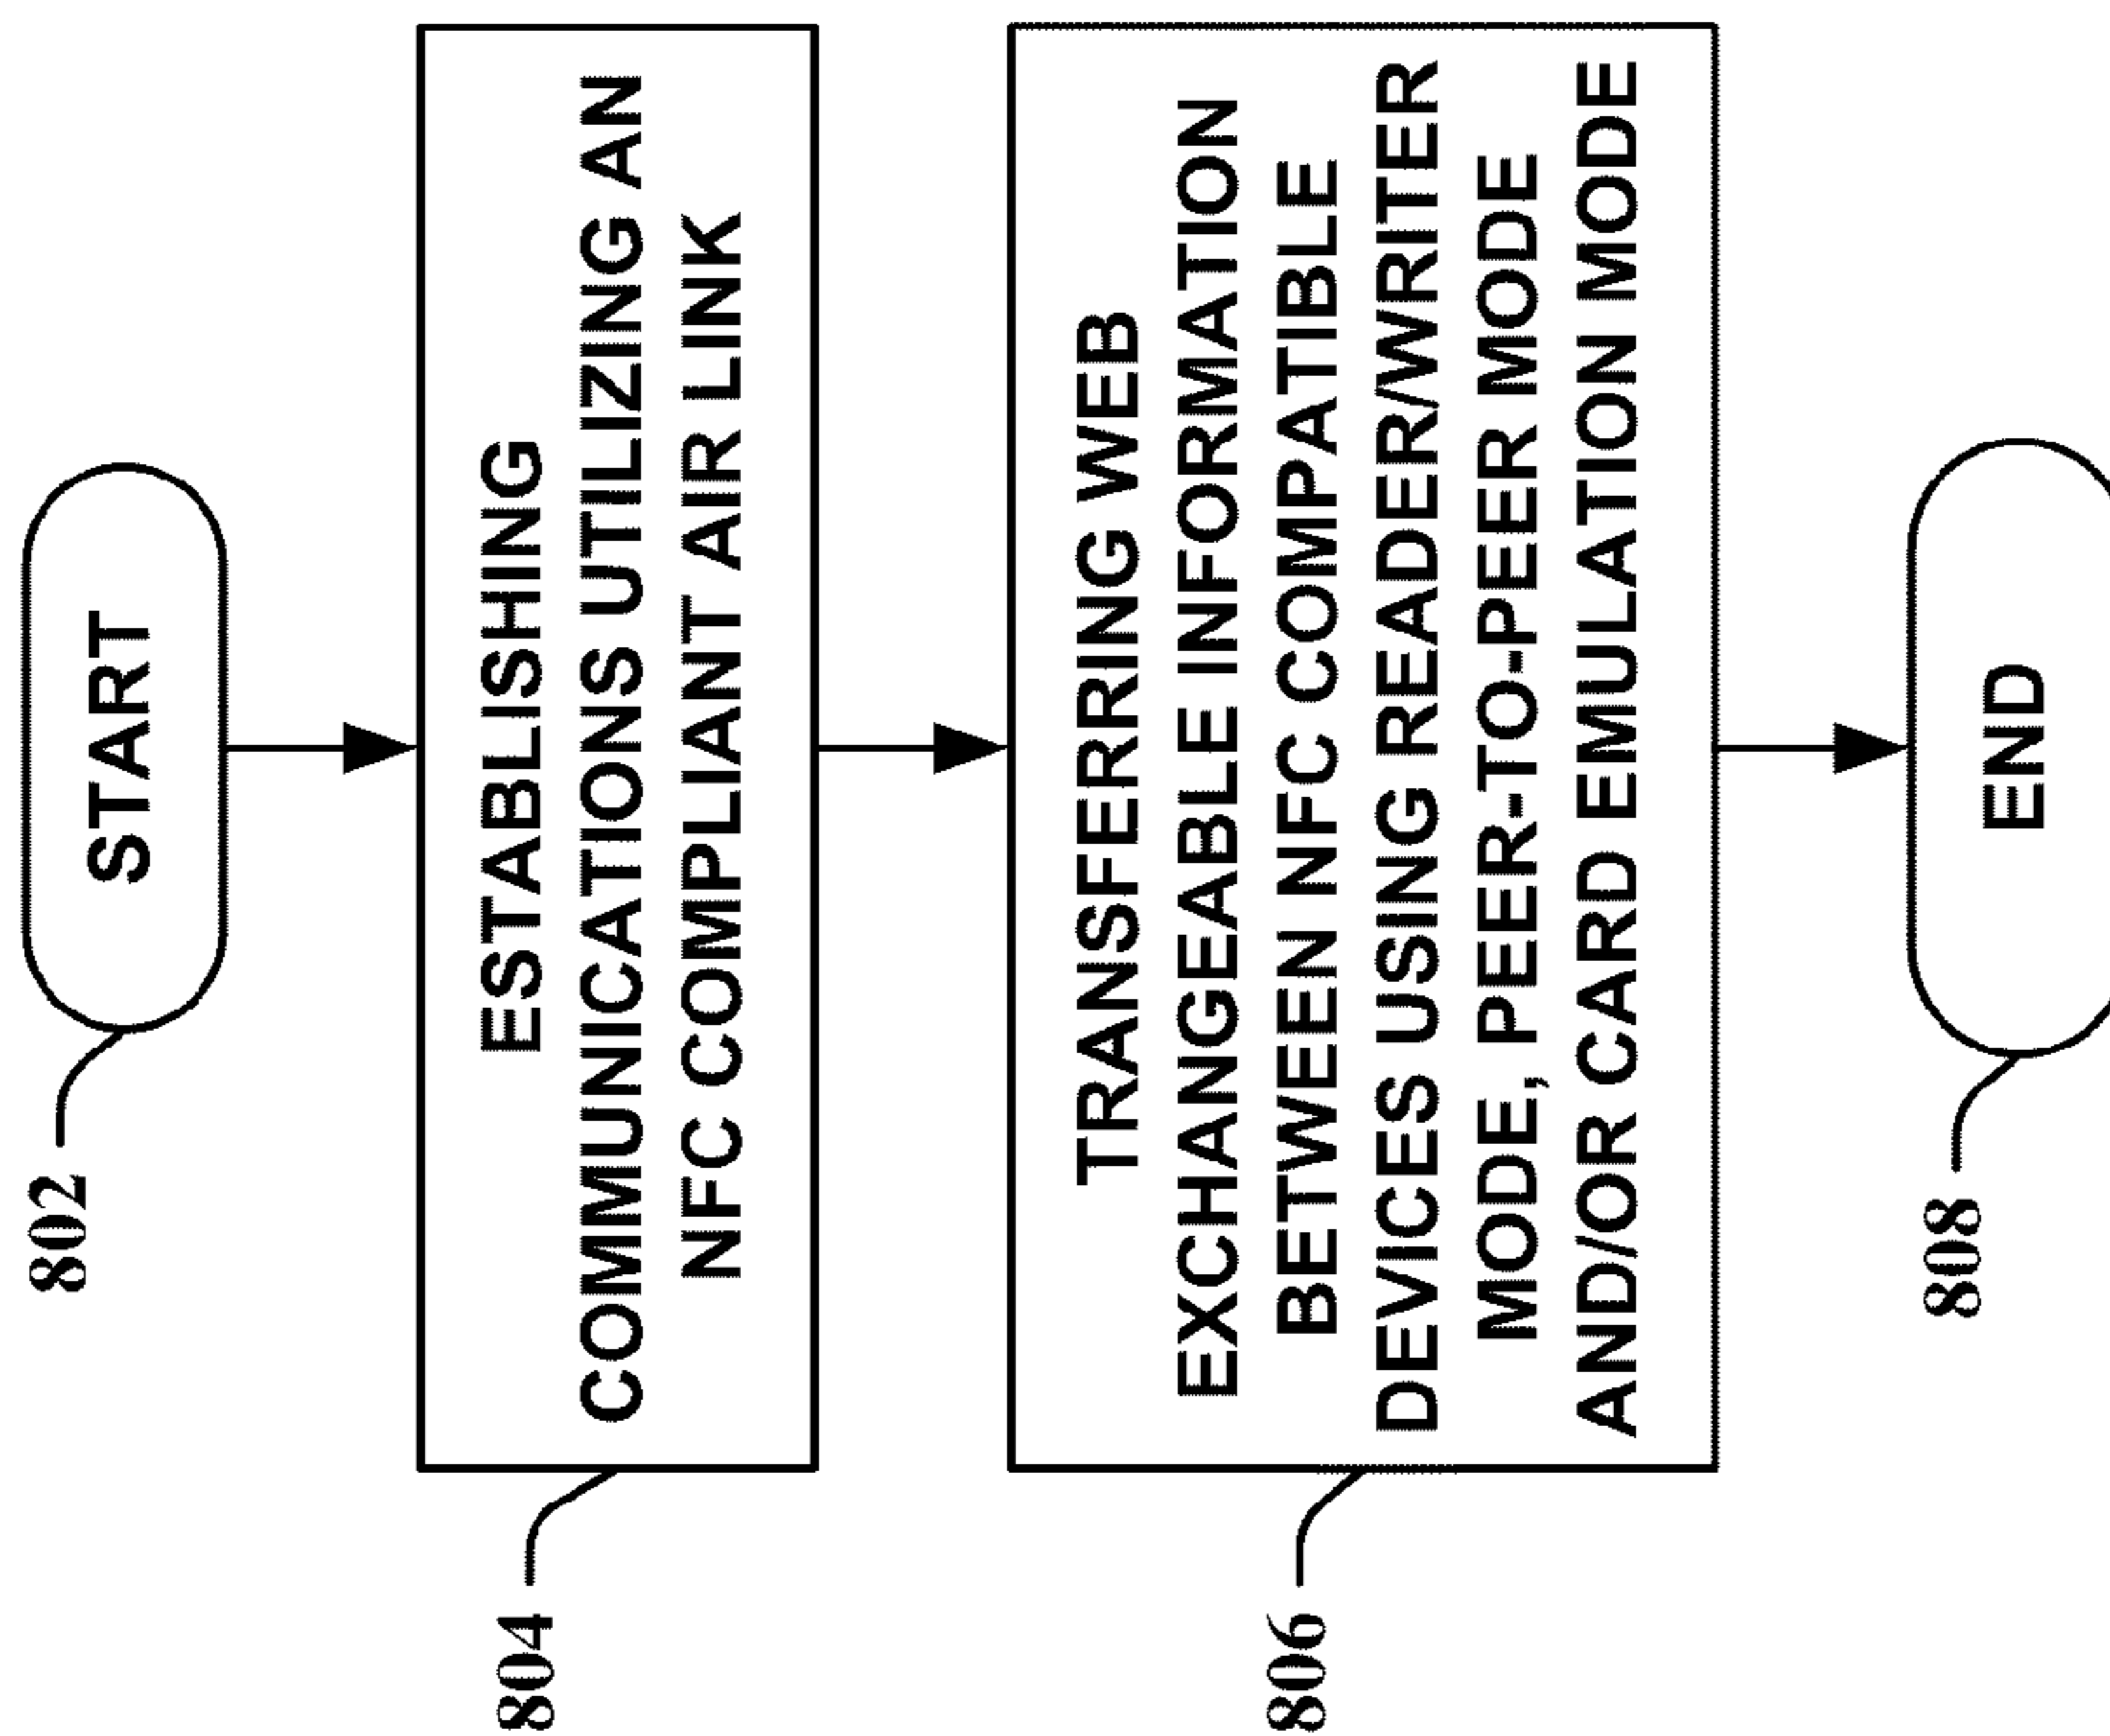 802
START
804
ESTABLISHING
COMMUNICATIONS UTILIZING AN
NFC COMPLIANT AIR LINK
806
TRANSFERRING WEB
EXCHANGEABLE INFORMATION
BETWEEN NFC COMPATIBLE
DEVICES USING READER/WRITER
MODE, PEER-TO-PEER MODE
AND/OR CARD EMULATION MODE
808
END